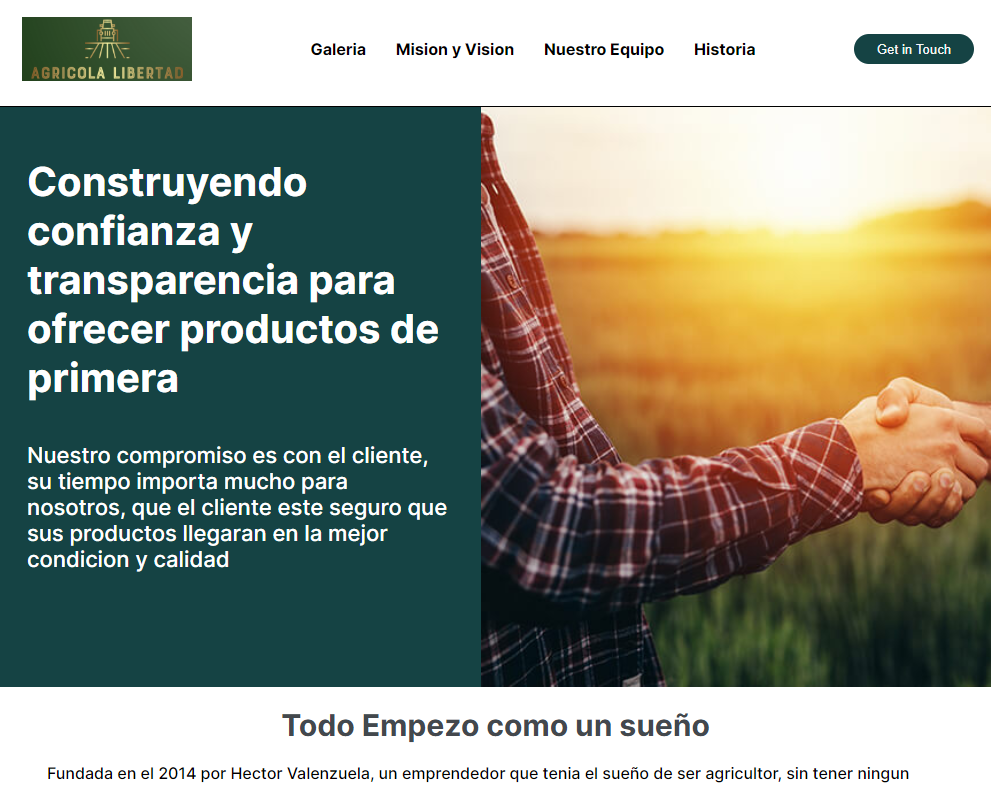 AGRICOLA LIBERTAD
Galeria
Mision y Vision
Nuestro Equipo
Historia
Get in Touch
Construyendo
confianza y
transparencia para
ofrecer productos de
primera
Nuestro compromiso es con el cliente,
su tiempo importa mucho para
nosotros, que el cliente este seguro que
sus productos llegaran en la mejor
condicion y calidad
Todo Empezo como un sueño
Fundada en el 2014 por Hector Valenzuela, un emprendedor que tenia el sueño de ser agricultor, sin tener ningun